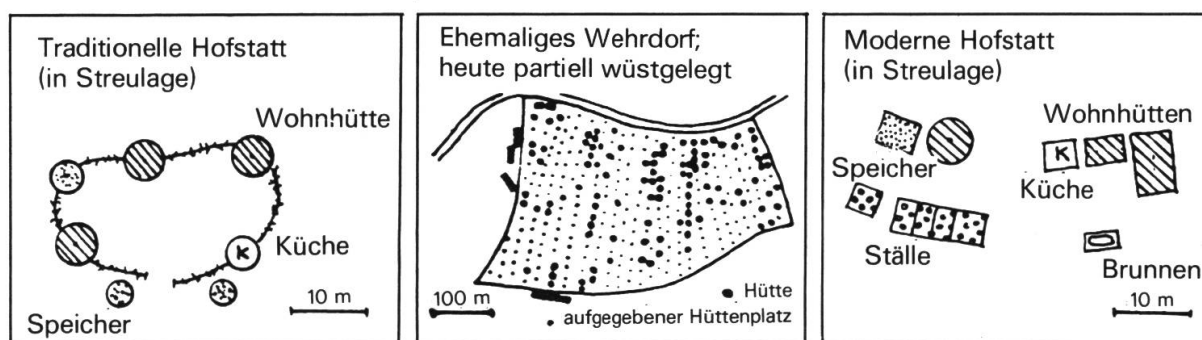 Traditionelle Hofstatt
(in Streulage)
Wohnhütte
K
Küche
Speicher
10 m
Ehemaliges Wehrdorf;
heute partiell wüstgelegt
100 m
Hütte
aufgegebener Hüttenplatz
Moderne Hofstatt
(in Streulage)
Wohnhütten
Speicher
K
Küche
Ställe
Brunnen
10 m